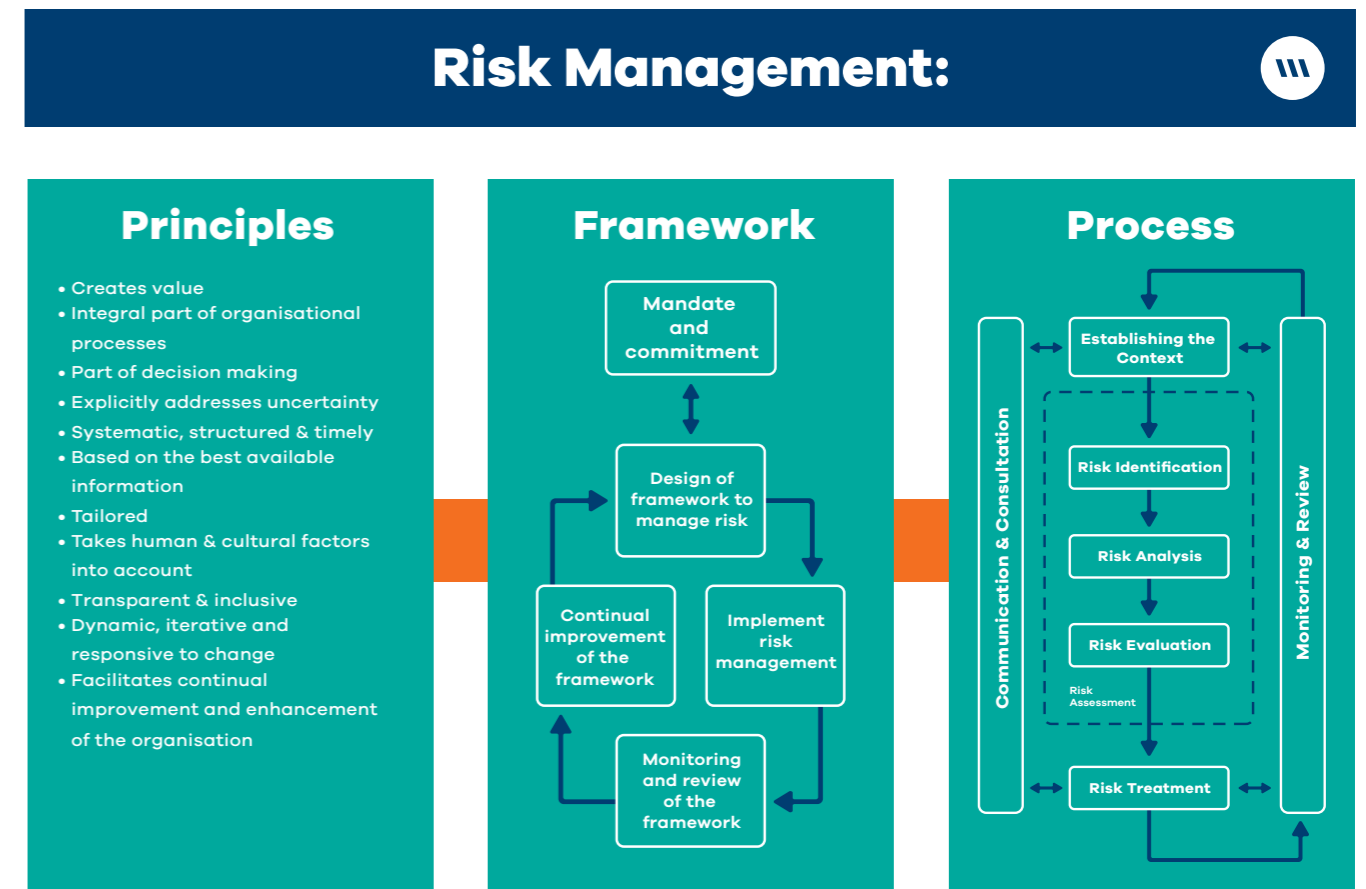 Risk Management:
Principles
• Creates value
• Integral part of organisational
processes
• Part of decision making
• Explicitly addresses uncertainty
• Systematic, structured & timely
• Based on the best available
information
• Tailored
• Takes human & cultural factors
into account
• Transparent & inclusive
• Dynamic, iterative and
responsive to change
• Facilitates continual
improvement and enhancement
of the organisation
Framework
Mandate
and
commitment
Design of
framework to
manage risk
Continual
improvement
of the
framework
Implement
risk
management
Monitoring
and review
of the
framework
Process
Communication & Consultation
Establishing the
Context
Risk Identification
Risk Analysis
Risk Evaluation
Risk
Assessment
Risk Treatment
Monitoring & Review